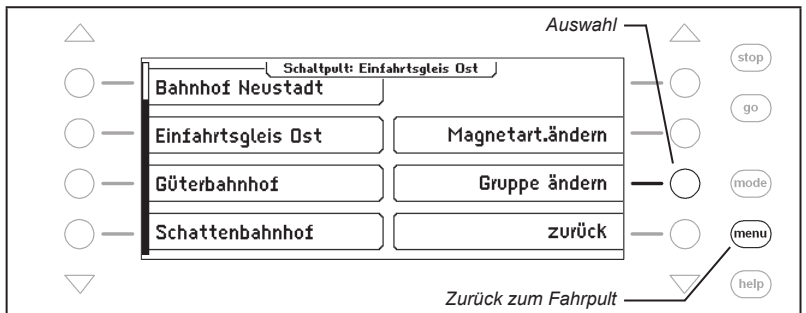 Auswahl
stop
Schaltpult: Einfahrtsgleis Ost
Bahnhof Neustadt
go
Einfahrtsgleis Ost
Magnetart.ändern
Güterbahnhof
Gruppe ändern
mode
Schattenbahnhof
zurück
menu
help
Zurück zum Fahrpult